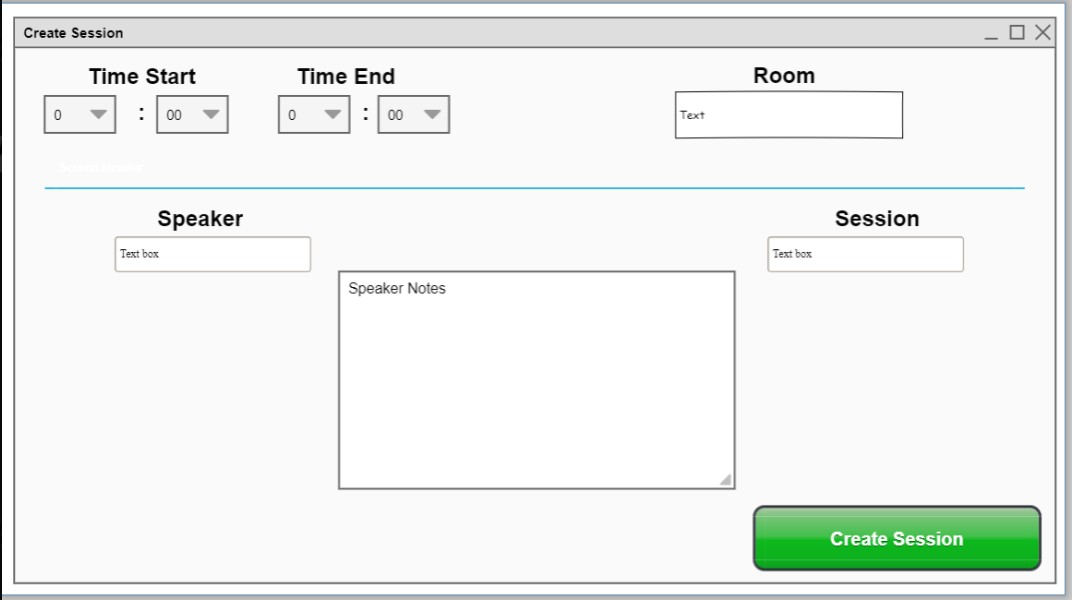 Create Session
Time Start Time End Room
0 : 00 0 : 00 Text
Speaker Session
Text box Text box
Speaker Notes
Create Session